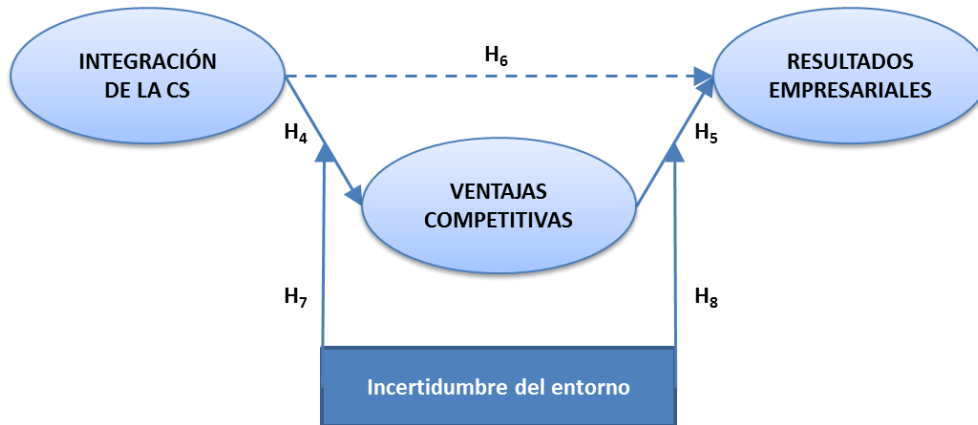 INTEGRACIÓN
DE LA CS
H₆
RESULTADOS
EMPRESARIALES
H₄
H₅
VENTAJAS
COMPETITIVAS
H₇
H₈
Incertidumbre del entorno